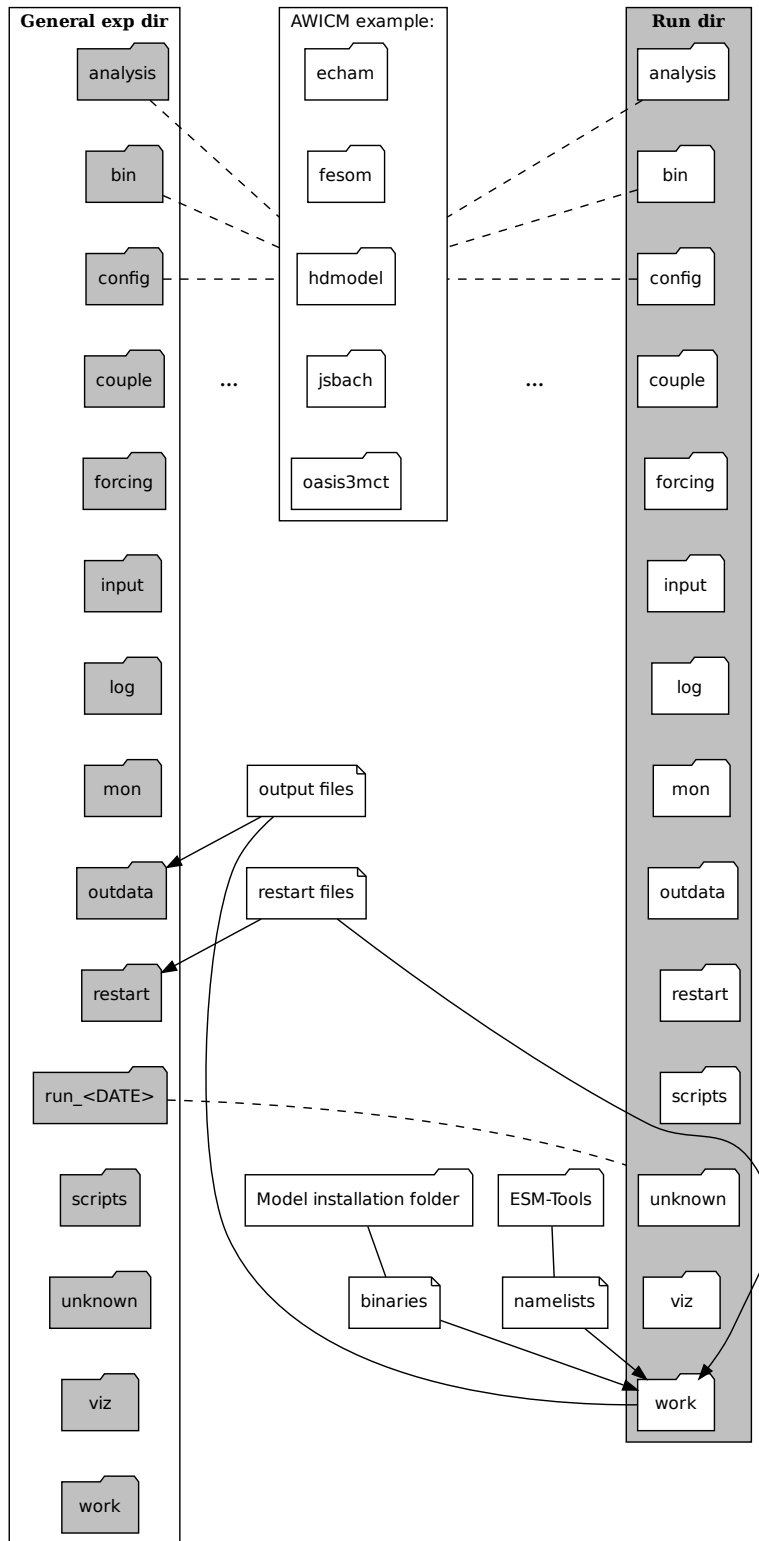 General exp dir
analysis
bin
config
couple
forcing
input
log
mon
outdata
restart
run_<DATE>
scripts
unknown
viz
work
...
AWICM example:
echam
fesom
hdmodel
jsbach
oasis3mct
...
output files
restart files
Model installation folder
ESM-Tools
binaries
namelists
Run dir
analysis
bin
config
couple
forcing
input
log
mon
outdata
restart
scripts
unknown
viz
work